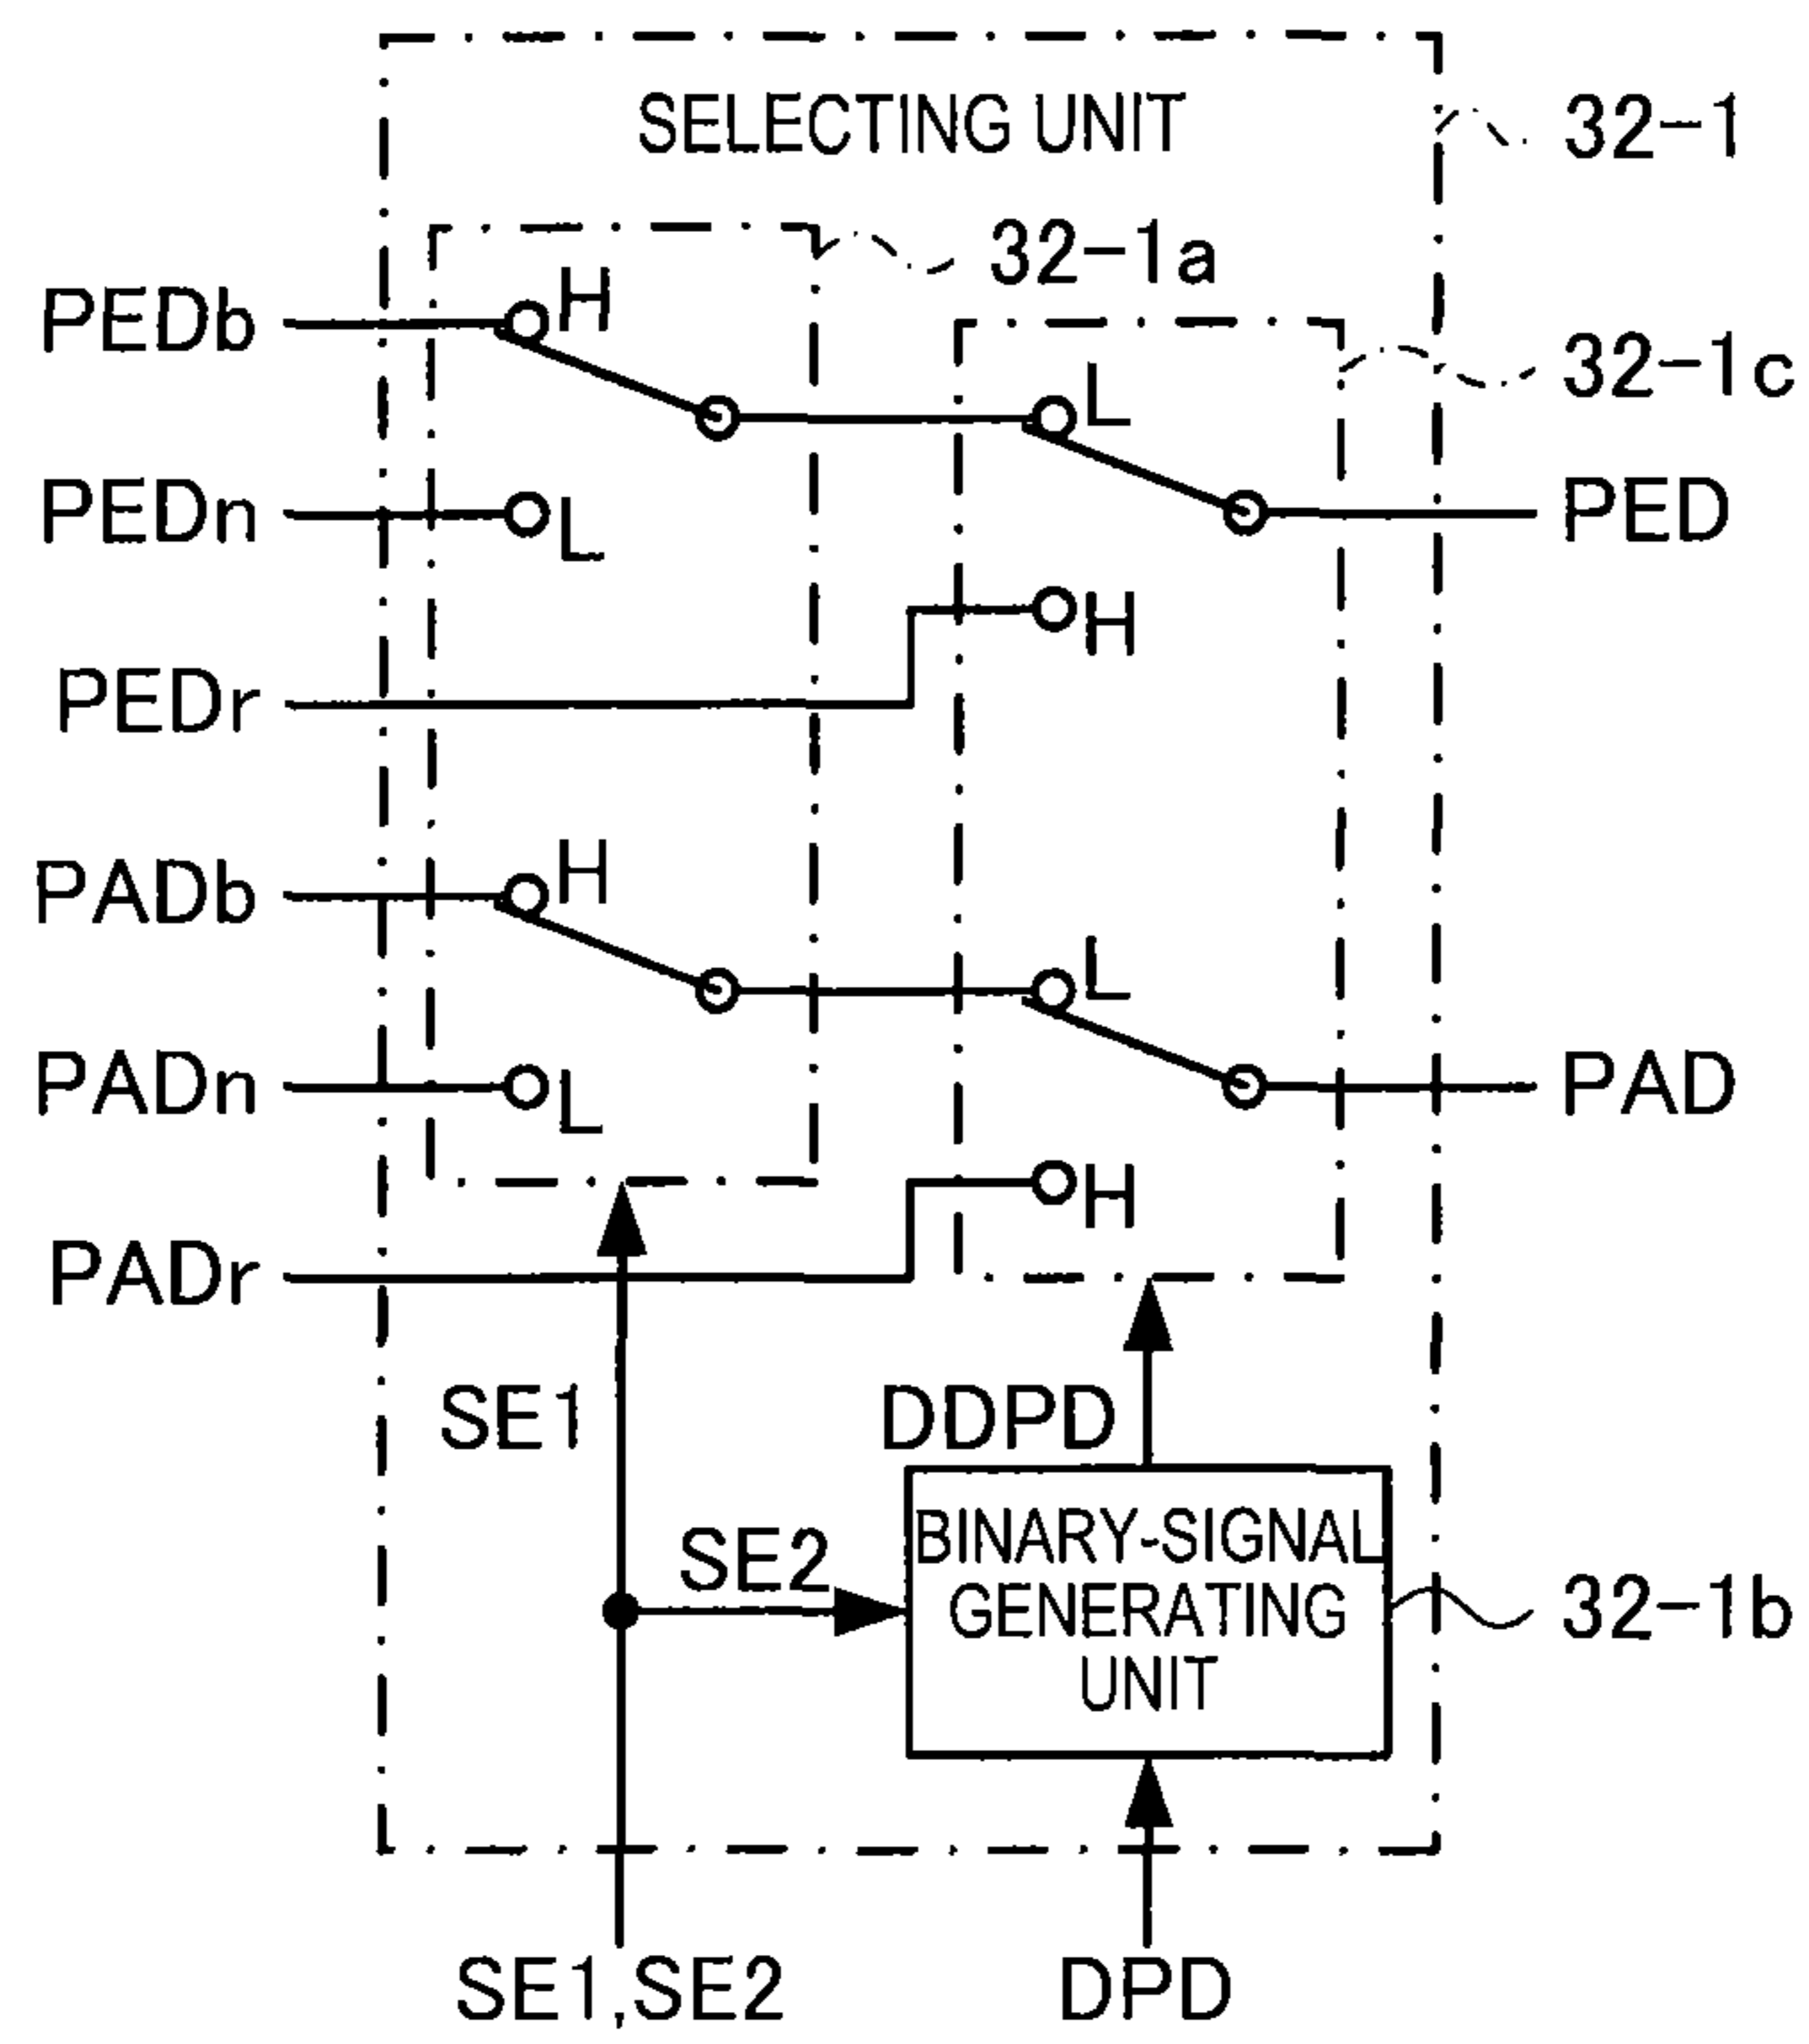 SELECTING UNIT
32-1
32-1a
PEDb
H
32-1c
L
PEDn
L
PED
H
PEDr
PADb
H
L
PADn
L
PAD
H
PADr
SE1
DDPD
SE2
BINARY-SIGNAL
GENERATING
UNIT
32-1b
SE1,SE2
DPD